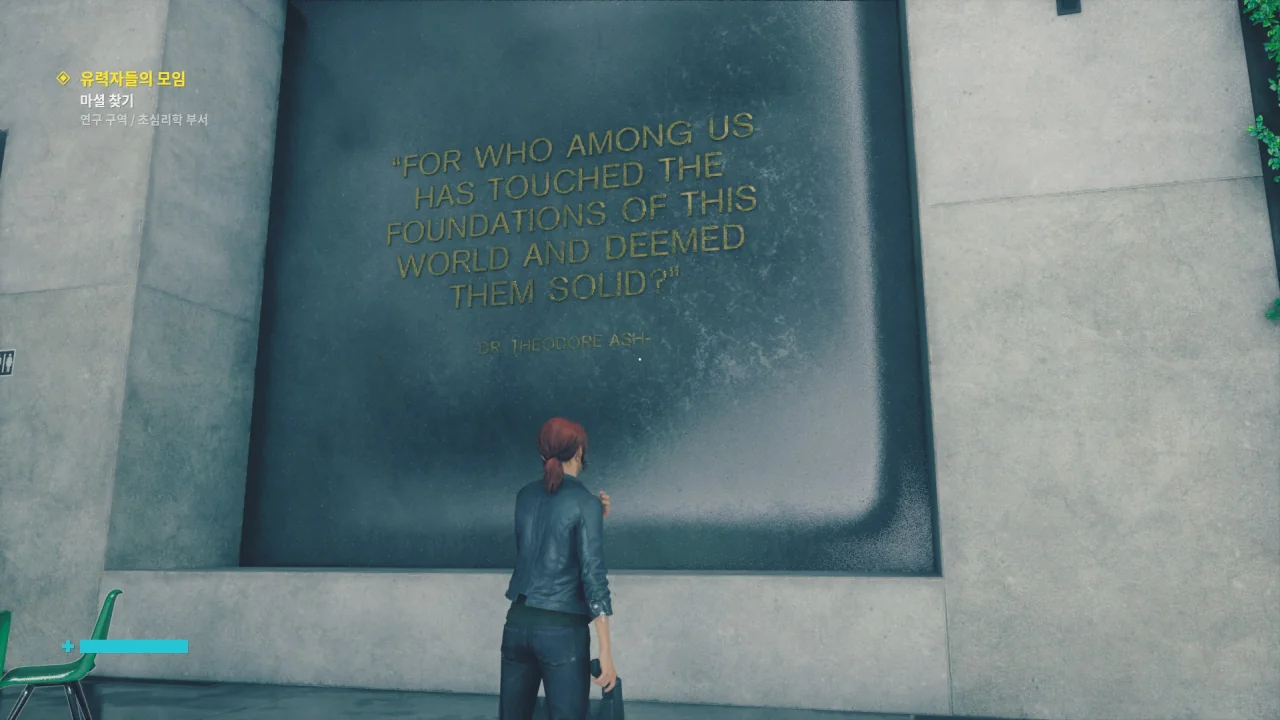 유력자들의 모임
마셜 찾기
연구 구역 / 초심리학 부서
“FOR WHO AMONG US
HAS TOUCHED THE
FOUNDATIONS OF THIS
WORLD AND DEEMED
THEM SOLID?”
-DR. THEODORE ASH-